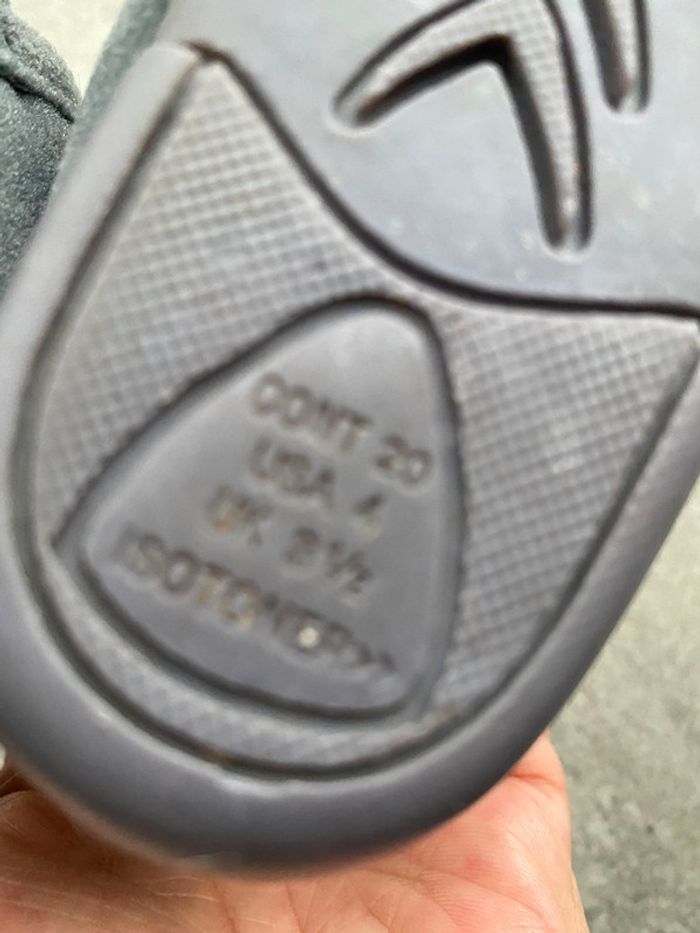 CONT 20
USA 4
UK 3½
ISOTONER